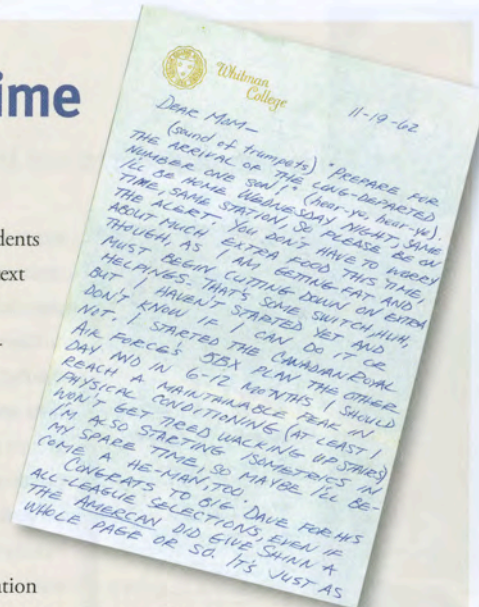 ime
dents
ext
ution
Whitman
College
11-19-62
DEAR MOM—
(sound of trumpets) "PREPARE FOR
THE ARRIVAL OF THE LONG-DEPARTED
NUMBER ONE SON!" (hear-ye, hear-ye).
I'LL BE HOME WEDNESDAY NIGHT, SAME
TIME, SAME STATION, SO PLEASE BE ON
THE ALERT. YOU DON'T HAVE TO WORRY
ABOUT MUCH EXTRA FOOD THIS TIME
THOUGH, AS I AM GETTING FAT AND
MUST BEGIN CUTTING DOWN ON EXTRA
HELPINGS. THAT'S SOME SWITCH, HUH,
BUT I HAVEN'T STARTED YET AND
DON'T KNOW IF I CAN DO IT OR
NOT. I STARTED THE CANADIAN ROYAL
AIR FORCE'S 5BX PLAN THE OTHER
DAY AND IN 6-12 MONTHS I SHOULD
REACH A MAINTAINABLE PEAK IN
PHYSICAL CONDITIONING (AT LEAST I
WON'T GET TIRED WALKING UPSTAIRS)
I'M ALSO STARTING ISOMETRICS IN
MY SPARE TIME, SO MAYBE I'LL BE-
COME A HE-MAN, TOO.
CONGRATS TO BIG DAVE FOR HIS
ALL-LEAGUE SELECTIONS, EVEN IF
THE AMERICAN DID GIVE SHINN A
WHOLE PAGE OR SO. IT'S JUST AS